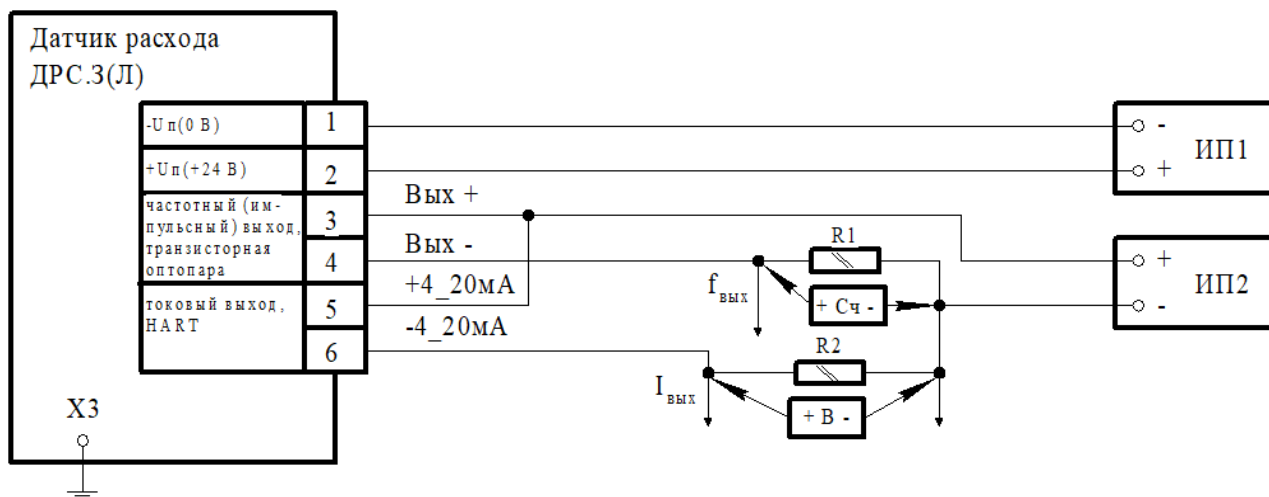 Датчик расхода
ДРС.З(Л)
-Uп(0 В)
1
+Uп(+24 В)
2
частотный (им-
пульсный) выход,
транзисторная
оптопара
3
4
токовый выход,
HART
5
6
Вых +
Вых -
+4_20мА
-4_20мА
R1
fвых
+ Сч -
R2
Iвых
+ В -
-
+
ИП1
+
-
ИП2
X3